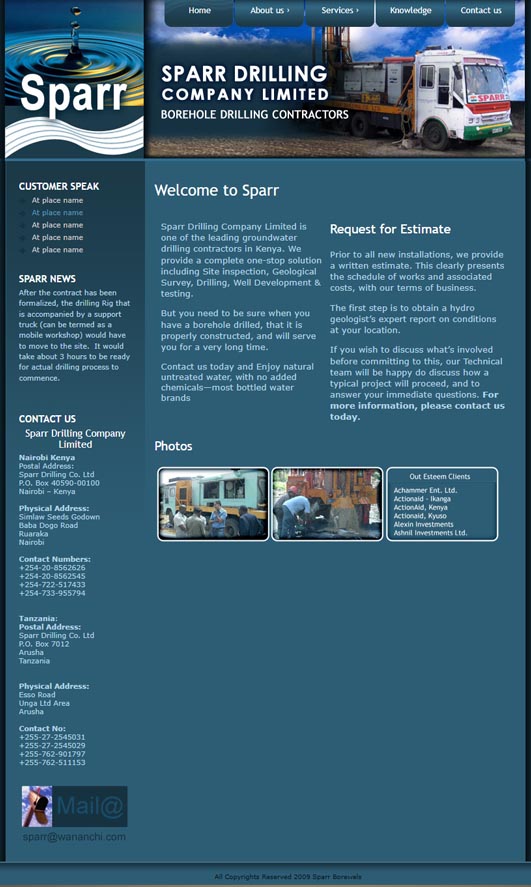 Home
About us ›
Services ›
Knowledge
Contact us
Sparr
SPARR DRILLING
COMPANY LIMITED
BOREHOLE DRILLING CONTRACTORS
SPARR
CUSTOMER SPEAK
At place name
At place name
At place name
At place name
At place name
SPARR NEWS
After the contract has been
formalized, the drilling Rig that
is accompanied by a support
truck (can be termed as a
mobile workshop) would have
to move to the site. It would
take about 3 hours to be ready
for actual drilling process to
commence.
CONTACT US
Sparr Drilling Company
Limited
Nairobi Kenya
Postal Address:
Sparr Drilling Co. Ltd
P.O. Box 40590-00100
Nairobi – Kenya
Physical Address:
Simlaw Seeds Godown
Baba Dogo Road
Ruaraka
Nairobi
Contact Numbers:
+254-20-8562626
+254-20-8562545
+254-722-517433
+254-733-955794
Tanzania:
Postal Address:
Sparr Drilling Co. Ltd
P.O. Box 7012
Arusha
Tanzania
Physical Address:
Esso Road
Unga Ltd Area
Arusha
Contact No:
+255-27-2545031
+255-27-2545029
+255-762-901797
+255-762-511153
Mail@
sparr@wananchi.com
Welcome to Sparr
Sparr Drilling Company Limited is
one of the leading groundwater
drilling contractors in Kenya. We
provide a complete one-stop solution
including Site inspection, Geological
Survey, Drilling, Well Development &
testing.
But you need to be sure when you
have a borehole drilled, that it is
properly constructed, and will serve
you for a very long time.
Contact us today and Enjoy natural
untreated water, with no added
chemicals—most bottled water
brands
Request for Estimate
Prior to all new installations, we provide
a written estimate. This clearly presents
the schedule of works and associated
costs, with our terms of business.
The first step is to obtain a hydro
geologist's expert report on conditions
at your location.
If you wish to discuss what's involved
before committing to this, our Technical
team will be happy do discuss how a
typical project will proceed, and to
answer your immediate questions. For
more information, please contact us
today.
Photos
Out Esteem Clients
Achammer Ent. Ltd.
Actionaid - Ikanga
ActionAid, Kenya
Actionaid, Kyuso
Alexin Investments
Ashnil Investments Ltd.
All Copyrights Reserved 2009 Sparr Borewls